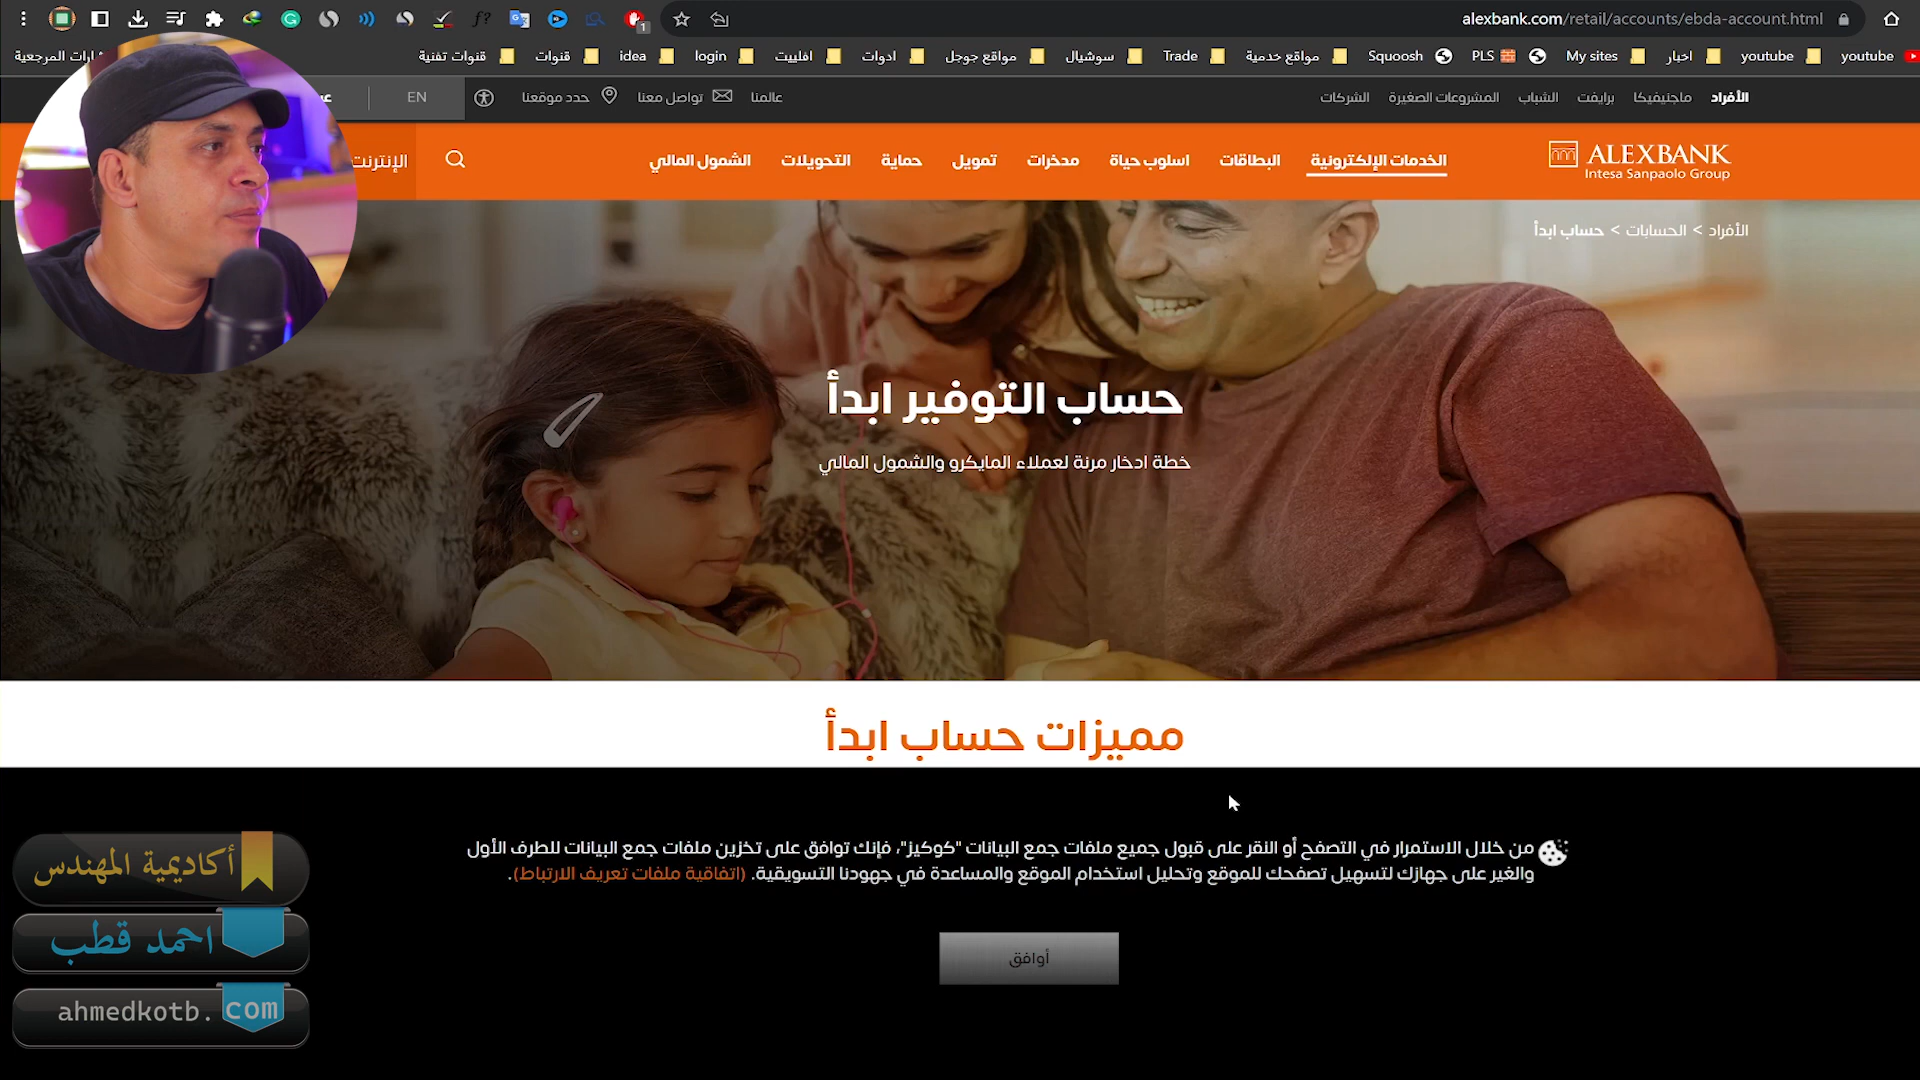 alexbank.com/retail/accounts/ebda-account.html
youtube
youtube
اخبار
My sites
PLS
Squoosh
مواقع خدمية
Trade
سوشيال
مواقع جوجل
ادوات
افلييت
login
idea
قنوات
قنوات تقنية
الأفراد
ماجنيفيكا
برايفت
الشباب
المشروعات الصغيرة
الشركات
عالمنا
تواصل معنا
حدد موقعنا
EN
ALEXBANK
Intesa Sanpaolo Group
الخدمات الإلكترونية
البطاقات
اسلوب حياة
مدخرات
تمويل
حماية
التحويلات
الشمول المالي
الإنترنت
الأفراد > الحسابات > حساب ابدأ
حساب التوفير ابدأ
خطة ادخار مرنة لعملاء المايكرو والشمول المالي
مميزات حساب ابدأ
من خلال الاستمرار في التصفح أو النقر على قبول جميع ملفات جمع البيانات "كوكيز"، فإنك توافق على تخزين ملفات جمع البيانات للطرف الأول
والغير على جهازك لتسهيل تصفحك للموقع وتحليل استخدام الموقع والمساعدة في جهودنا التسويقية. (اتفاقية ملفات تعريف الارتباط).
أوافق
أكاديمية المهندس
احمد قطب
ahmedkotb.com